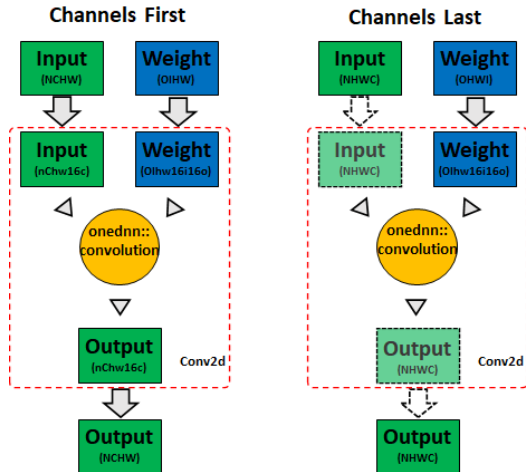 Channels First
Input
(NCHW)
Weight
(OIHW)
Input
(nChw16c)
Weight
(OIhw16i16o)
onednn::
convolution
Output
(nChw16c)
Conv2d
Output
(NCHW)
Channels Last
Input
(NHWC)
Weight
(OHWI)
Input
(NHWC)
Weight
(OIhw16i16o)
onednn::
convolution
Output
(NHWC)
Conv2d
Output
(NHWC)